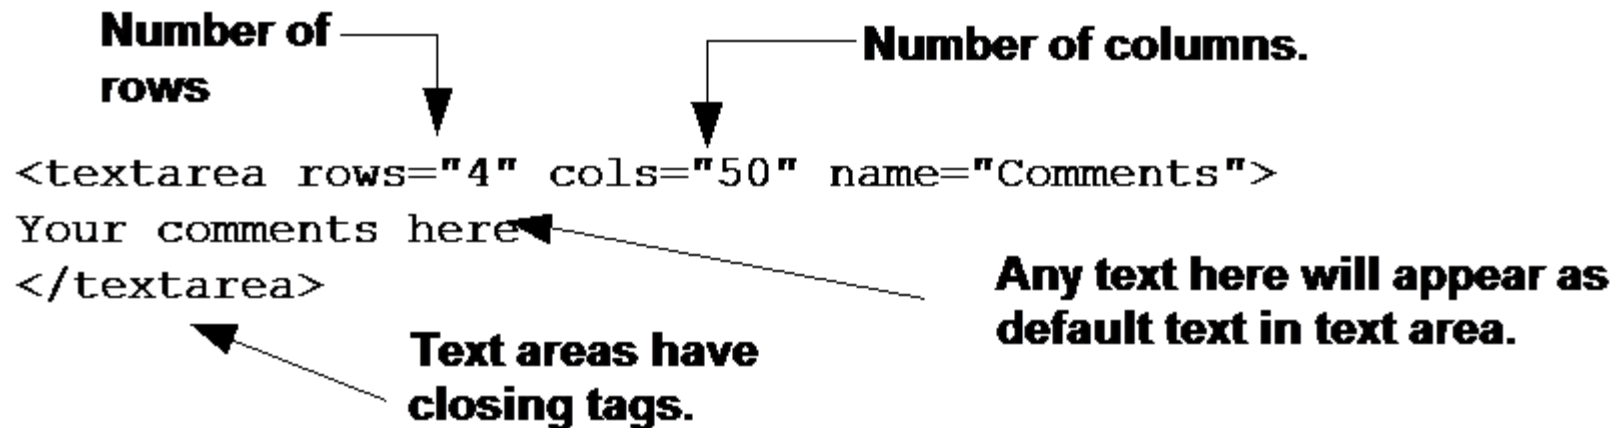 Number of
rows
Number of columns.
<textarea rows="4" cols="50" name="Comments">
Your comments here
</textarea>
Any text here will appear as
default text in text area.
Text areas have
closing tags.